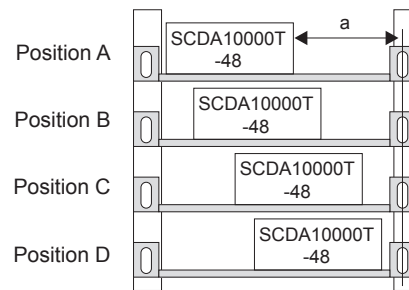 a
SCDA10000T
-48
Position A
SCDA10000T
-48
Position B
SCDA10000T
-48
Position C
SCDA10000T
-48
Position D